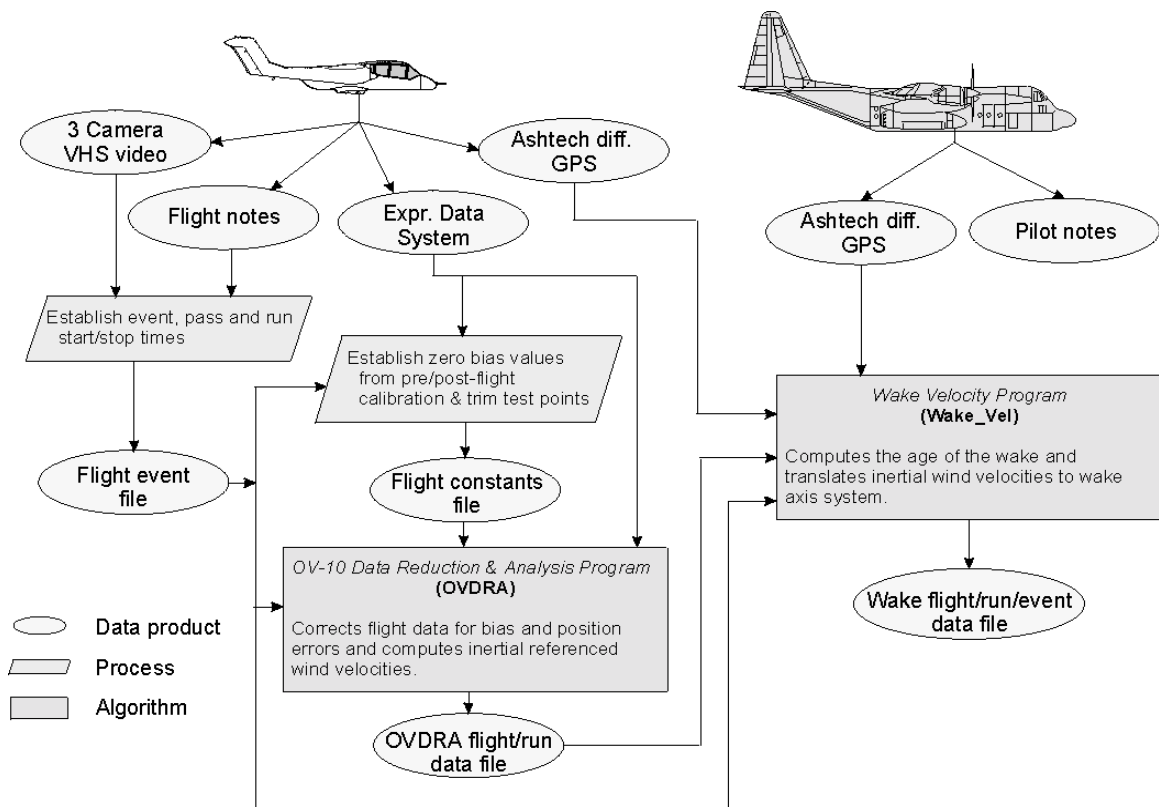 3 Camera
VHS video
Flight notes
Expr. Data
System
Ashtech diff.
GPS
Ashtech diff.
GPS
Pilot notes
Establish event, pass and run
start/stop times
Establish zero bias values
from pre/post-flight
calibration & trim test points
Wake Velocity Program
(Wake_Vel)
Computes the age of the wake and
translates inertial wind velocities to wake
axis system.
Flight event
file
Flight constants
file
OV-10 Data Reduction & Analysis Program
(OVDRA)
Corrects flight data for bias and position
errors and computes inertial referenced
wind velocities.
Wake flight/run/event
data file
Data product
Process
Algorithm
OVDRA flight/run
data file